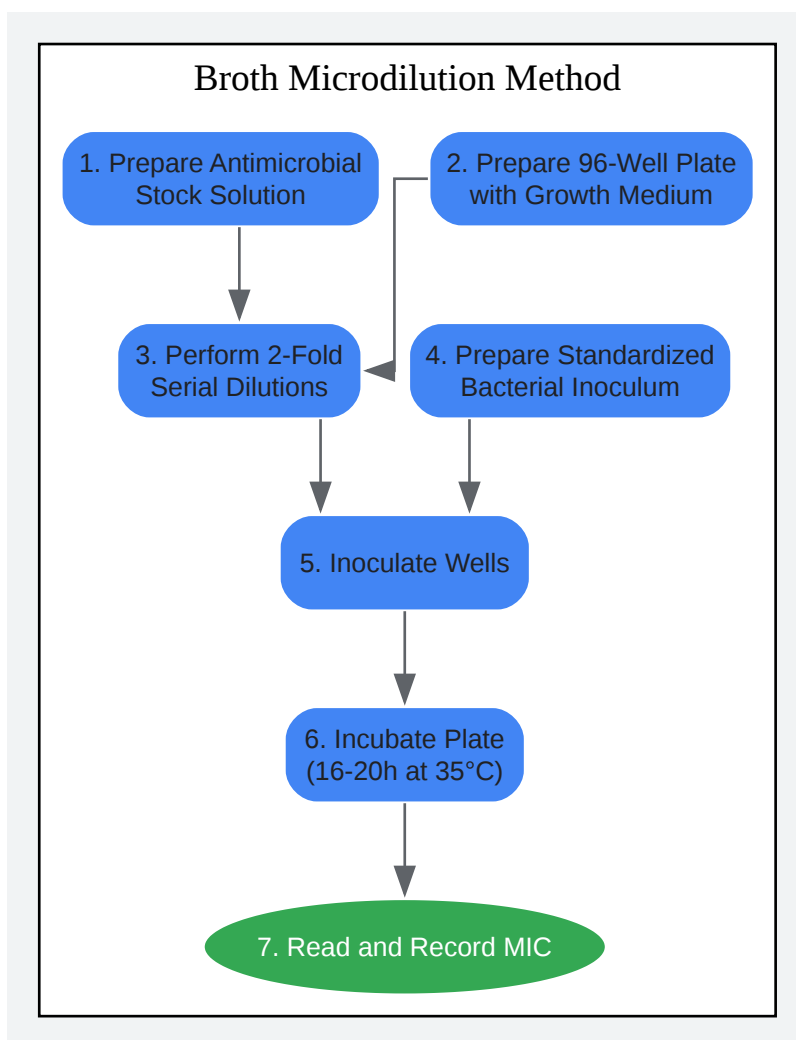 Broth Microdilution Method
1. Prepare Antimicrobial
Stock Solution
2. Prepare 96-Well Plate
with Growth Medium
3. Perform 2-Fold
Serial Dilutions
4. Prepare Standardized
Bacterial Inoculum
5. Inoculate Wells
6. Incubate Plate
(16-20h at 35°C)
7. Read and Record MIC